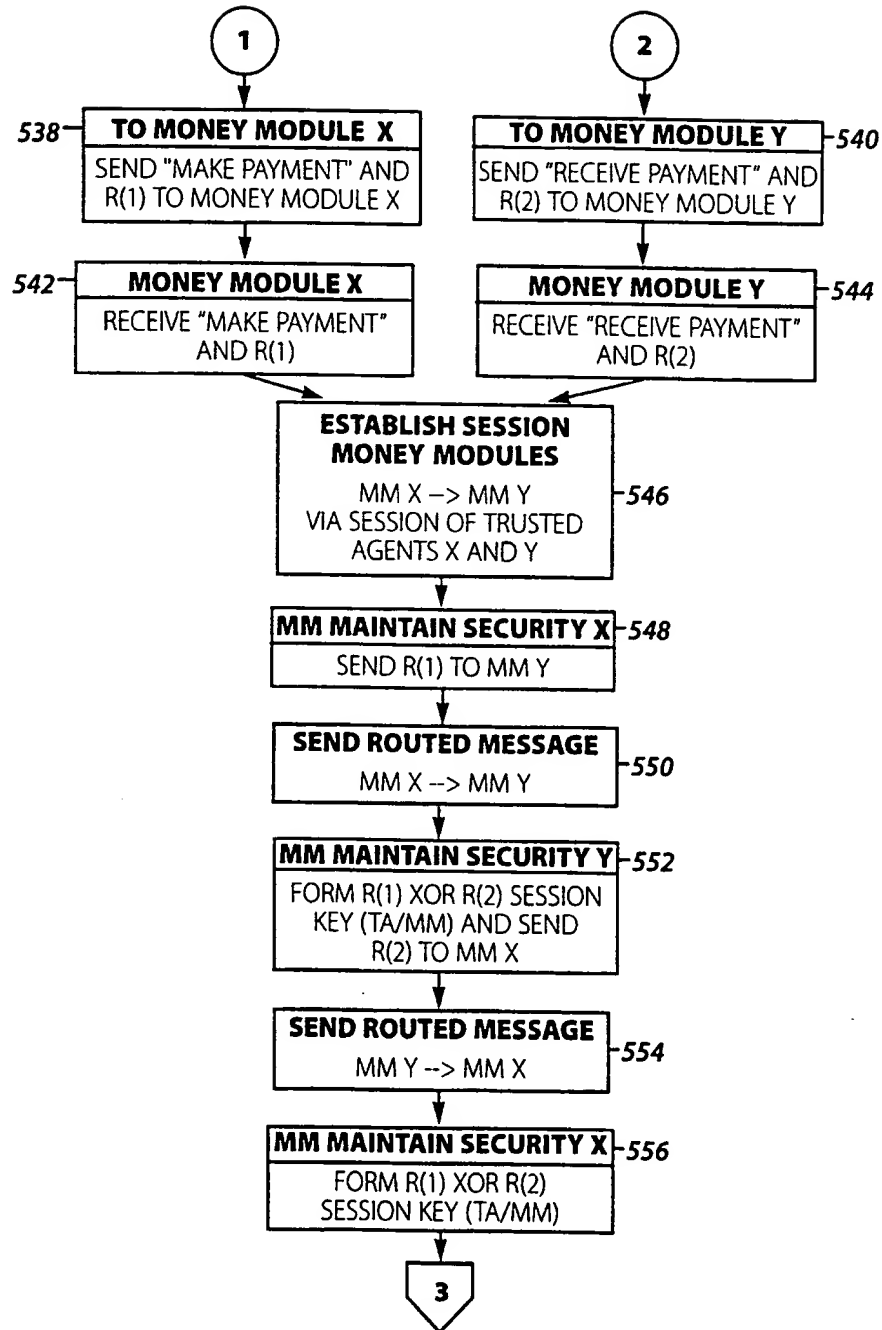 1
2
538
TO MONEY MODULE X
SEND "MAKE PAYMENT" AND
R(1) TO MONEY MODULE X
TO MONEY MODULE Y
540
SEND "RECEIVE PAYMENT" AND
R(2) TO MONEY MODULE Y
542
MONEY MODULE X
RECEIVE "MAKE PAYMENT"
AND R(1)
MONEY MODULE Y
544
RECEIVE "RECEIVE PAYMENT"
AND R(2)
ESTABLISH SESSION
MONEY MODULES
MM X –> MM Y
VIA SESSION OF TRUSTED
AGENTS X AND Y
546
MM MAINTAIN SECURITY X
548
SEND R(1) TO MM Y
SEND ROUTED MESSAGE
MM X --> MM Y
550
MM MAINTAIN SECURITY Y
552
FORM R(1) XOR R(2) SESSION
KEY (TA/MM) AND SEND
R(2) TO MM X
SEND ROUTED MESSAGE
MM Y --> MM X
554
MM MAINTAIN SECURITY X
556
FORM R(1) XOR R(2)
SESSION KEY (TA/MM)
3